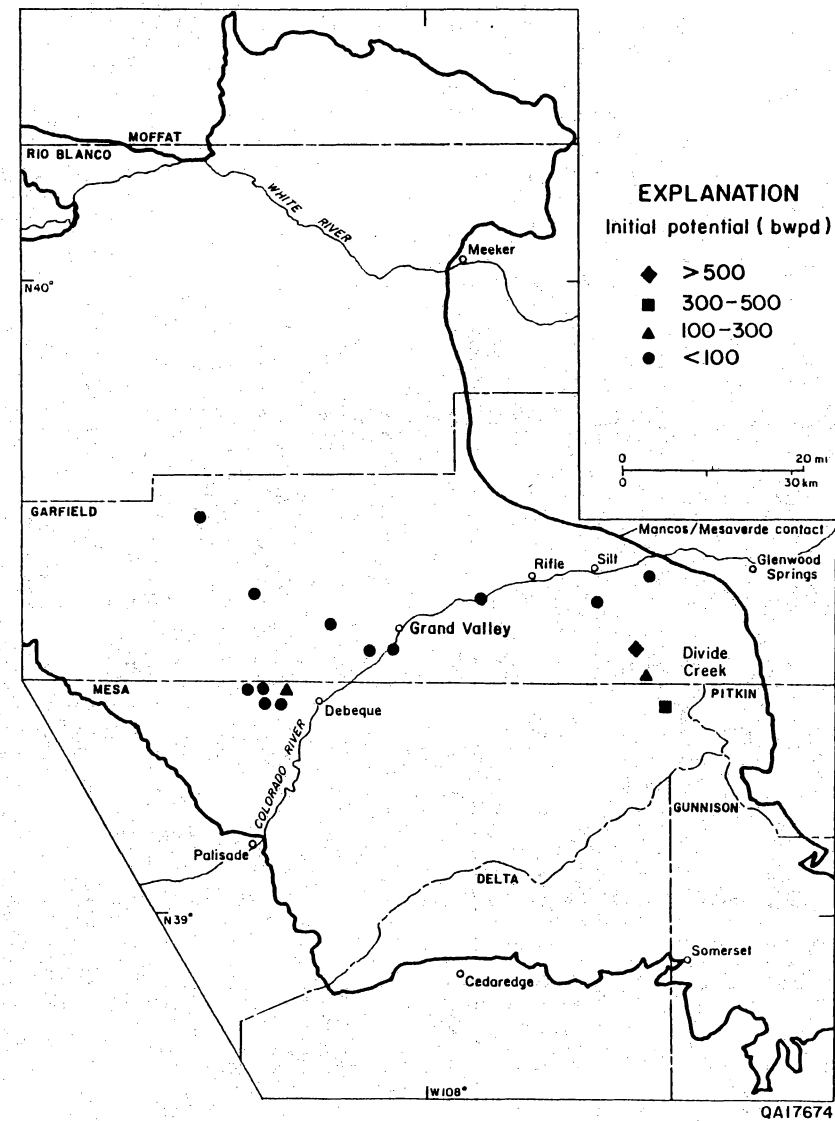 MOFFAT
RIO BLANCO
WHITE RIVER
Meeker
N40°
EXPLANATION
Initial potential (bwpd)
>500
300-500
100-300
<100
0 20 mi
0 30 km
GARFIELD
Mancos/Mesaverde contact
Rifle
Silt
Glenwood
Springs
Grand Valley
Divide
Creek
MESA
PITKIN
Debeque
COLORADO RIVER
GUNNISON
Palisade
DELTA
N39°
Somerset
Cedaredge
W108°
QA17674